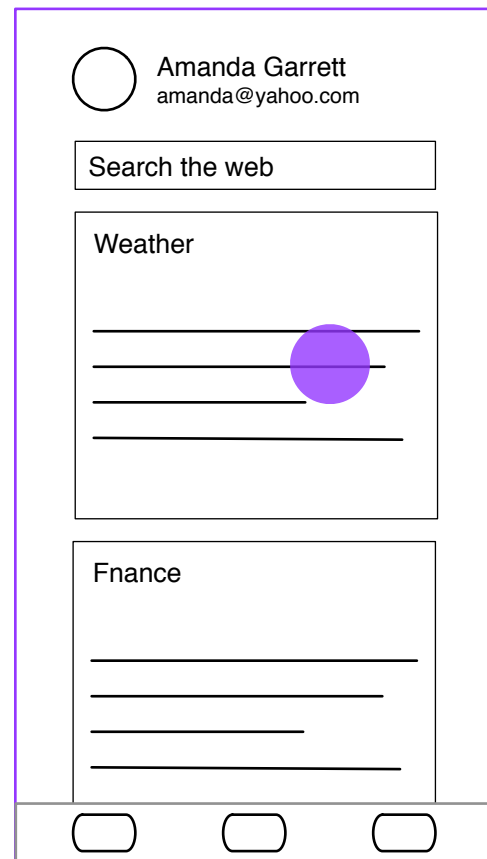 Amanda Garrett
amanda@yahoo.com
Search the web
Weather
Fnance